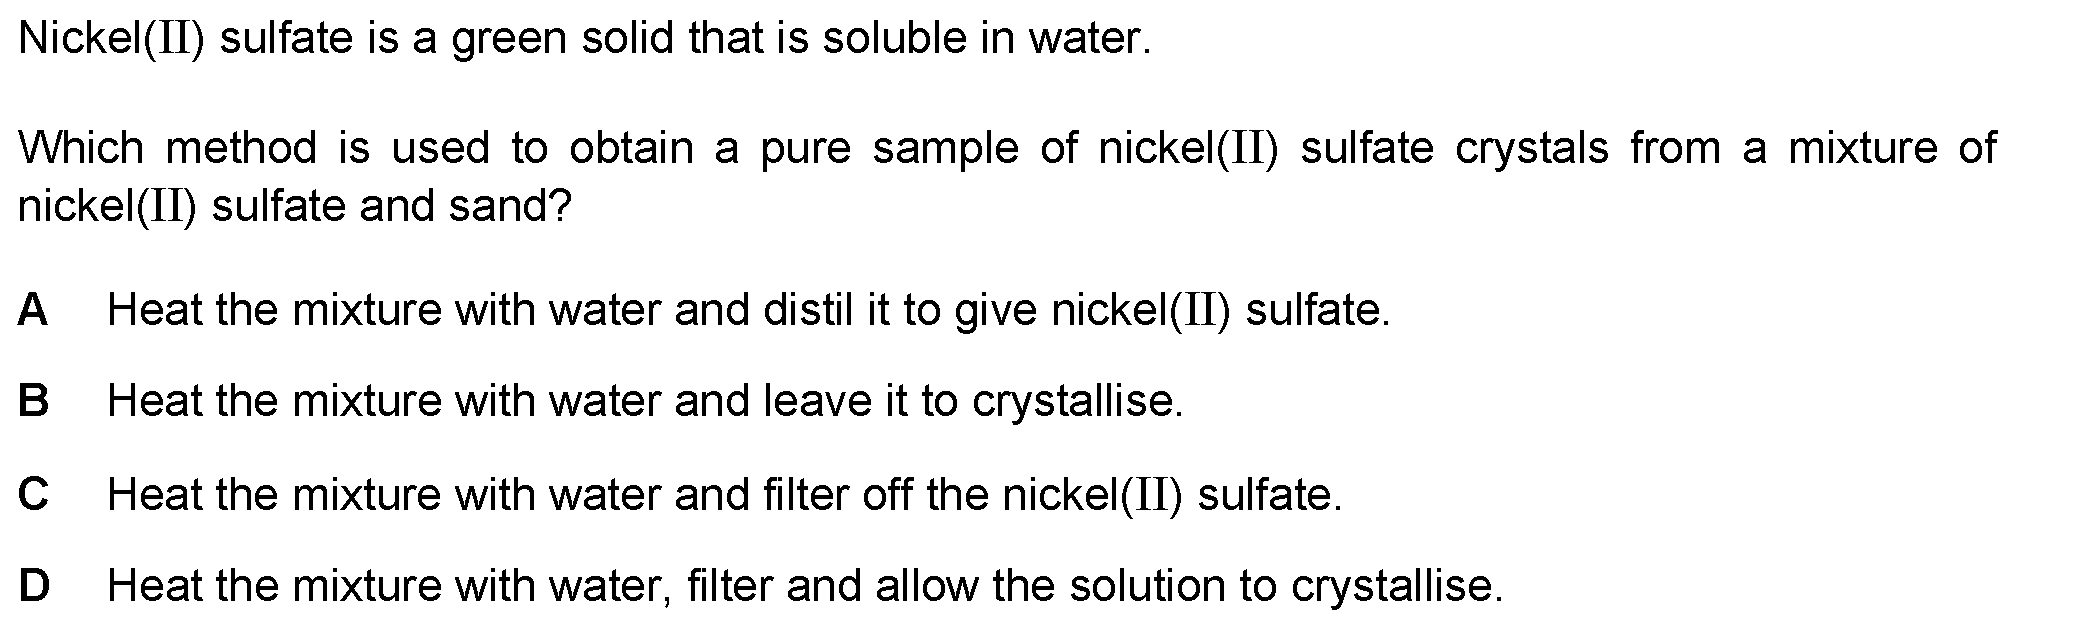 Nickel(II) sulfate is a green solid that is soluble in water.
Which method is used to obtain a pure sample of nickel(II) sulfate crystals from a mixture of
nickel(II) sulfate and sand?
A Heat the mixture with water and distil it to give nickel(II) sulfate.
B Heat the mixture with water and leave it to crystallise.
C Heat the mixture with water and filter off the nickel(II) sulfate.
D Heat the mixture with water, filter and allow the solution to crystallise.